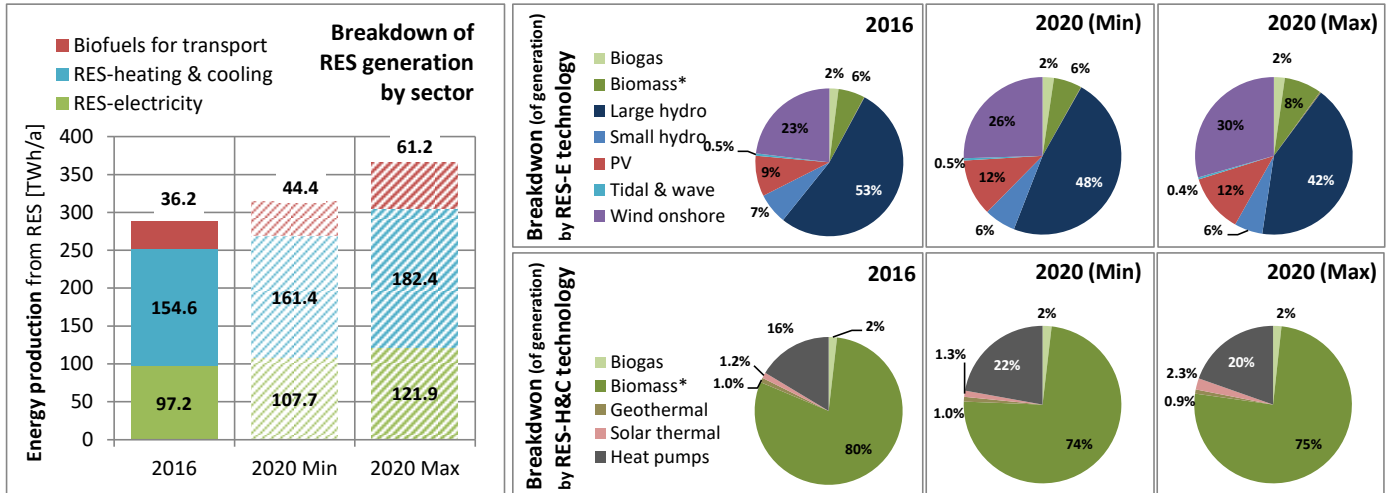 Breakdown of
RES generation
by sector
Biofuels for transport
RES-heating & cooling
RES-electricity
Energy production from RES [TWh/a]
400
350
300
250
200
150
100
50
0
36.2
154.6
97.2
44.4
161.4
107.7
61.2
182.4
121.9
2016
2020 Min
2020 Max
Breakdwon (of generation)
by RES-E technology
Biogas
Biomass*
Large hydro
Small hydro
PV
Tidal & wave
Wind onshore
2016
2%
6%
53%
7%
9%
0.5%
23%
2020 (Min)
2%
6%
48%
6%
12%
0.5%
26%
2020 (Max)
2%
8%
42%
6%
12%
0.4%
30%
Breakdwon (of generation)
by RES-H&C technology
Biogas
Biomass*
Geothermal
Solar thermal
Heat pumps
2016
2%
80%
1.0%
1.2%
16%
2020 (Min)
2%
74%
1.0%
1.3%
22%
2020 (Max)
2%
75%
0.9%
2.3%
20%